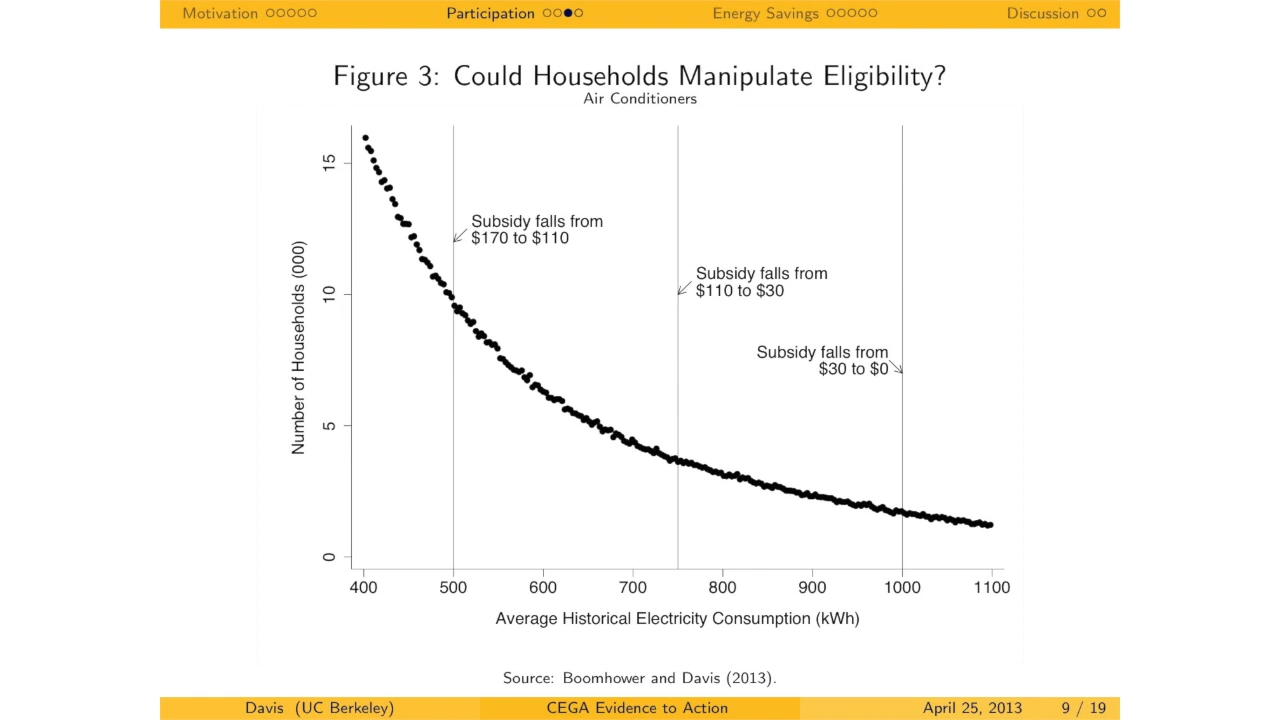 Motivation Participation Energy Savings Discussion
Figure 3: Could Households Manipulate Eligibility?
Air Conditioners
Number of Households (000)
15
10
5
0
Subsidy falls from
$170 to $110
Subsidy falls from
$110 to $30
Subsidy falls from
$30 to $0
400 500 600 700 800 900 1000 1100
Average Historical Electricity Consumption (kWh)
Source: Boomhower and Davis (2013).
Davis (UC Berkeley) CEGA Evidence to Action April 25, 2013 9 / 19